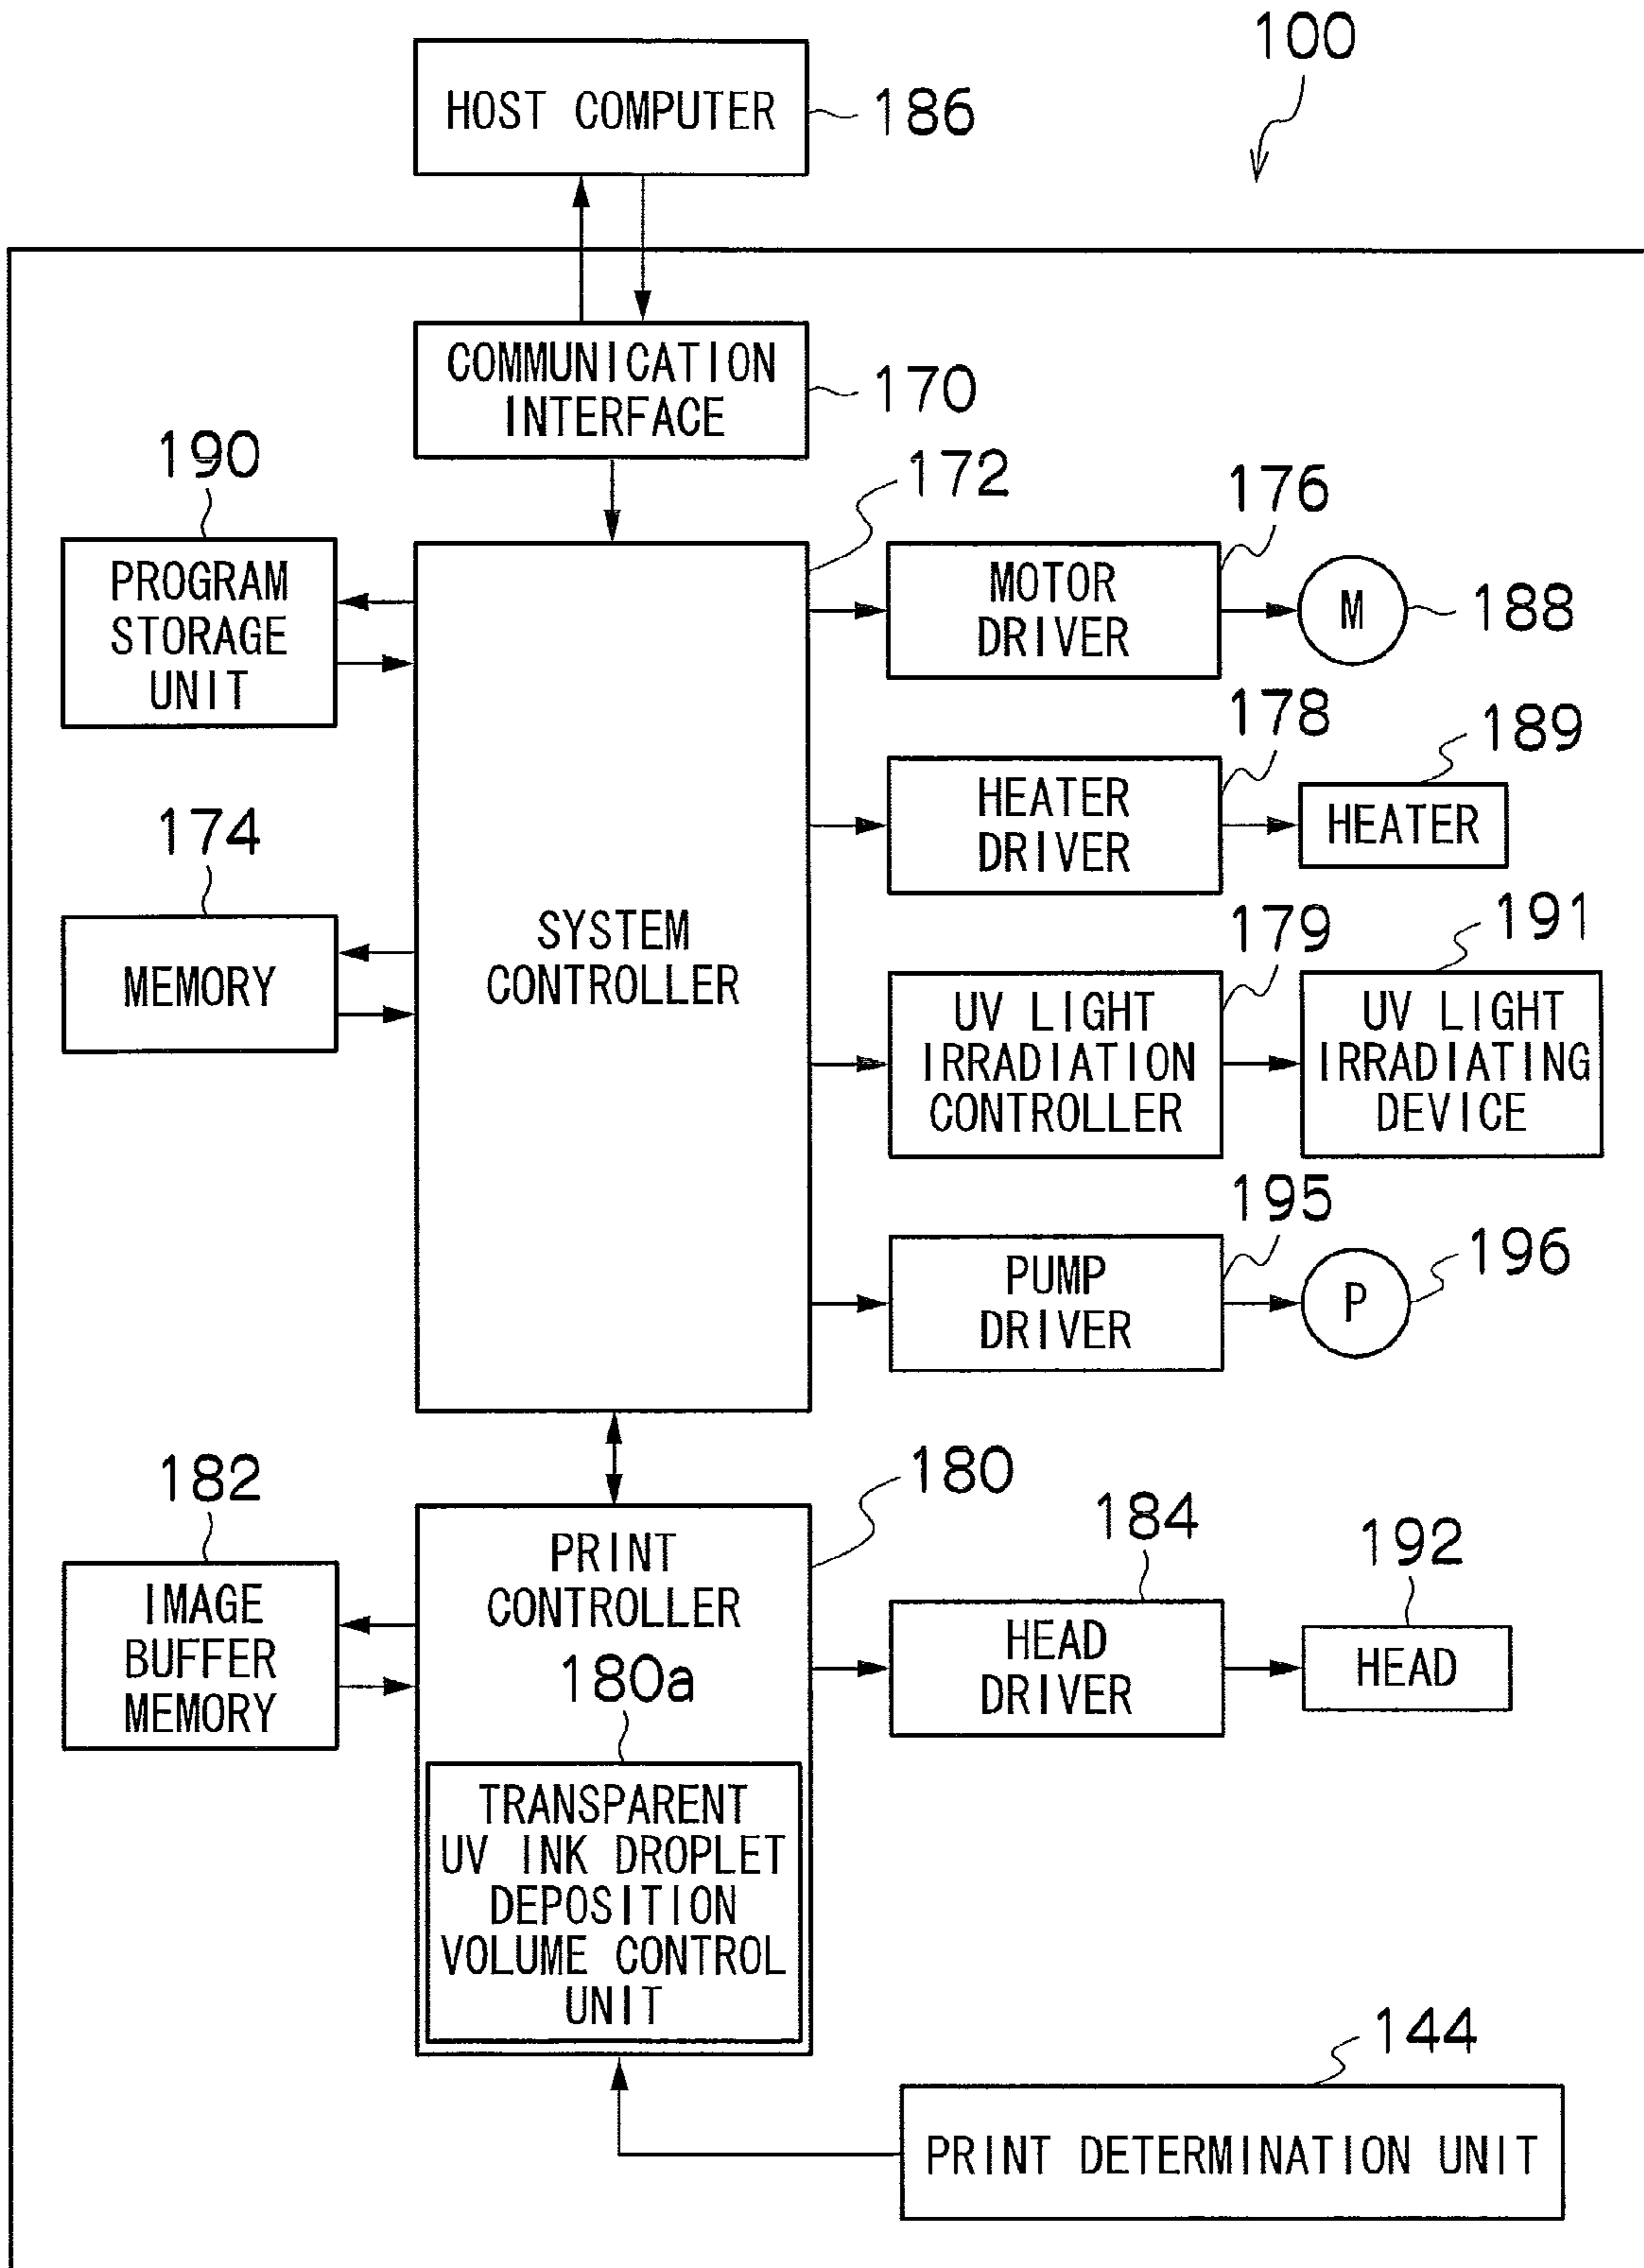 100
HOST COMPUTER
186
COMMUNICATION
INTERFACE
170
190
172
176
PROGRAM
STORAGE
UNIT
MOTOR
DRIVER
M
188
178
189
HEATER
DRIVER
HEATER
174
MEMORY
SYSTEM
CONTROLLER
179
191
UV LIGHT
IRRADIATION
CONTROLLER
UV LIGHT
IRRADIATING
DEVICE
195
PUMP
DRIVER
P
196
182
180
184
192
IMAGE
BUFFER
MEMORY
PRINT
CONTROLLER
HEAD
DRIVER
HEAD
180a
TRANSPARENT
UV INK DROPLET
DEPOSITION
VOLUME CONTROL
UNIT
144
PRINT DETERMINATION UNIT